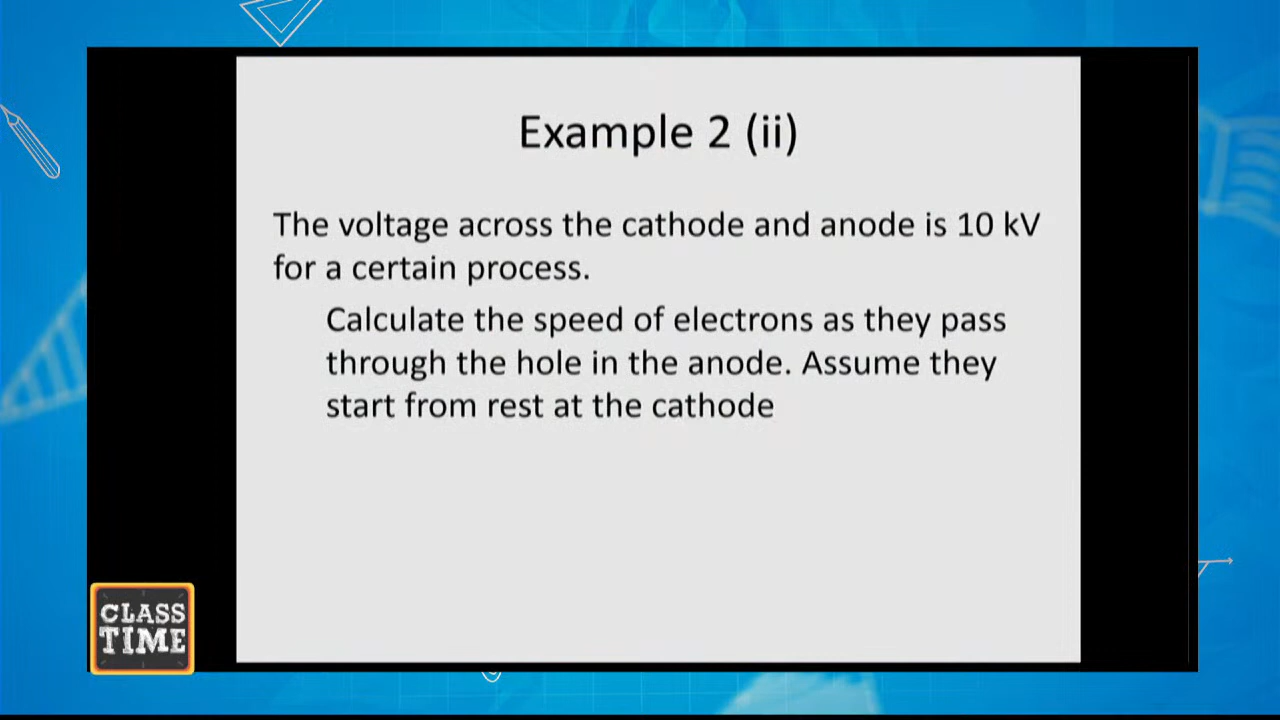 Example 2 (ii)
The voltage across the cathode and anode is 10 kV
for a certain process.
Calculate the speed of electrons as they pass
through the hole in the anode. Assume they
start from rest at the cathode
CLASS
TIME